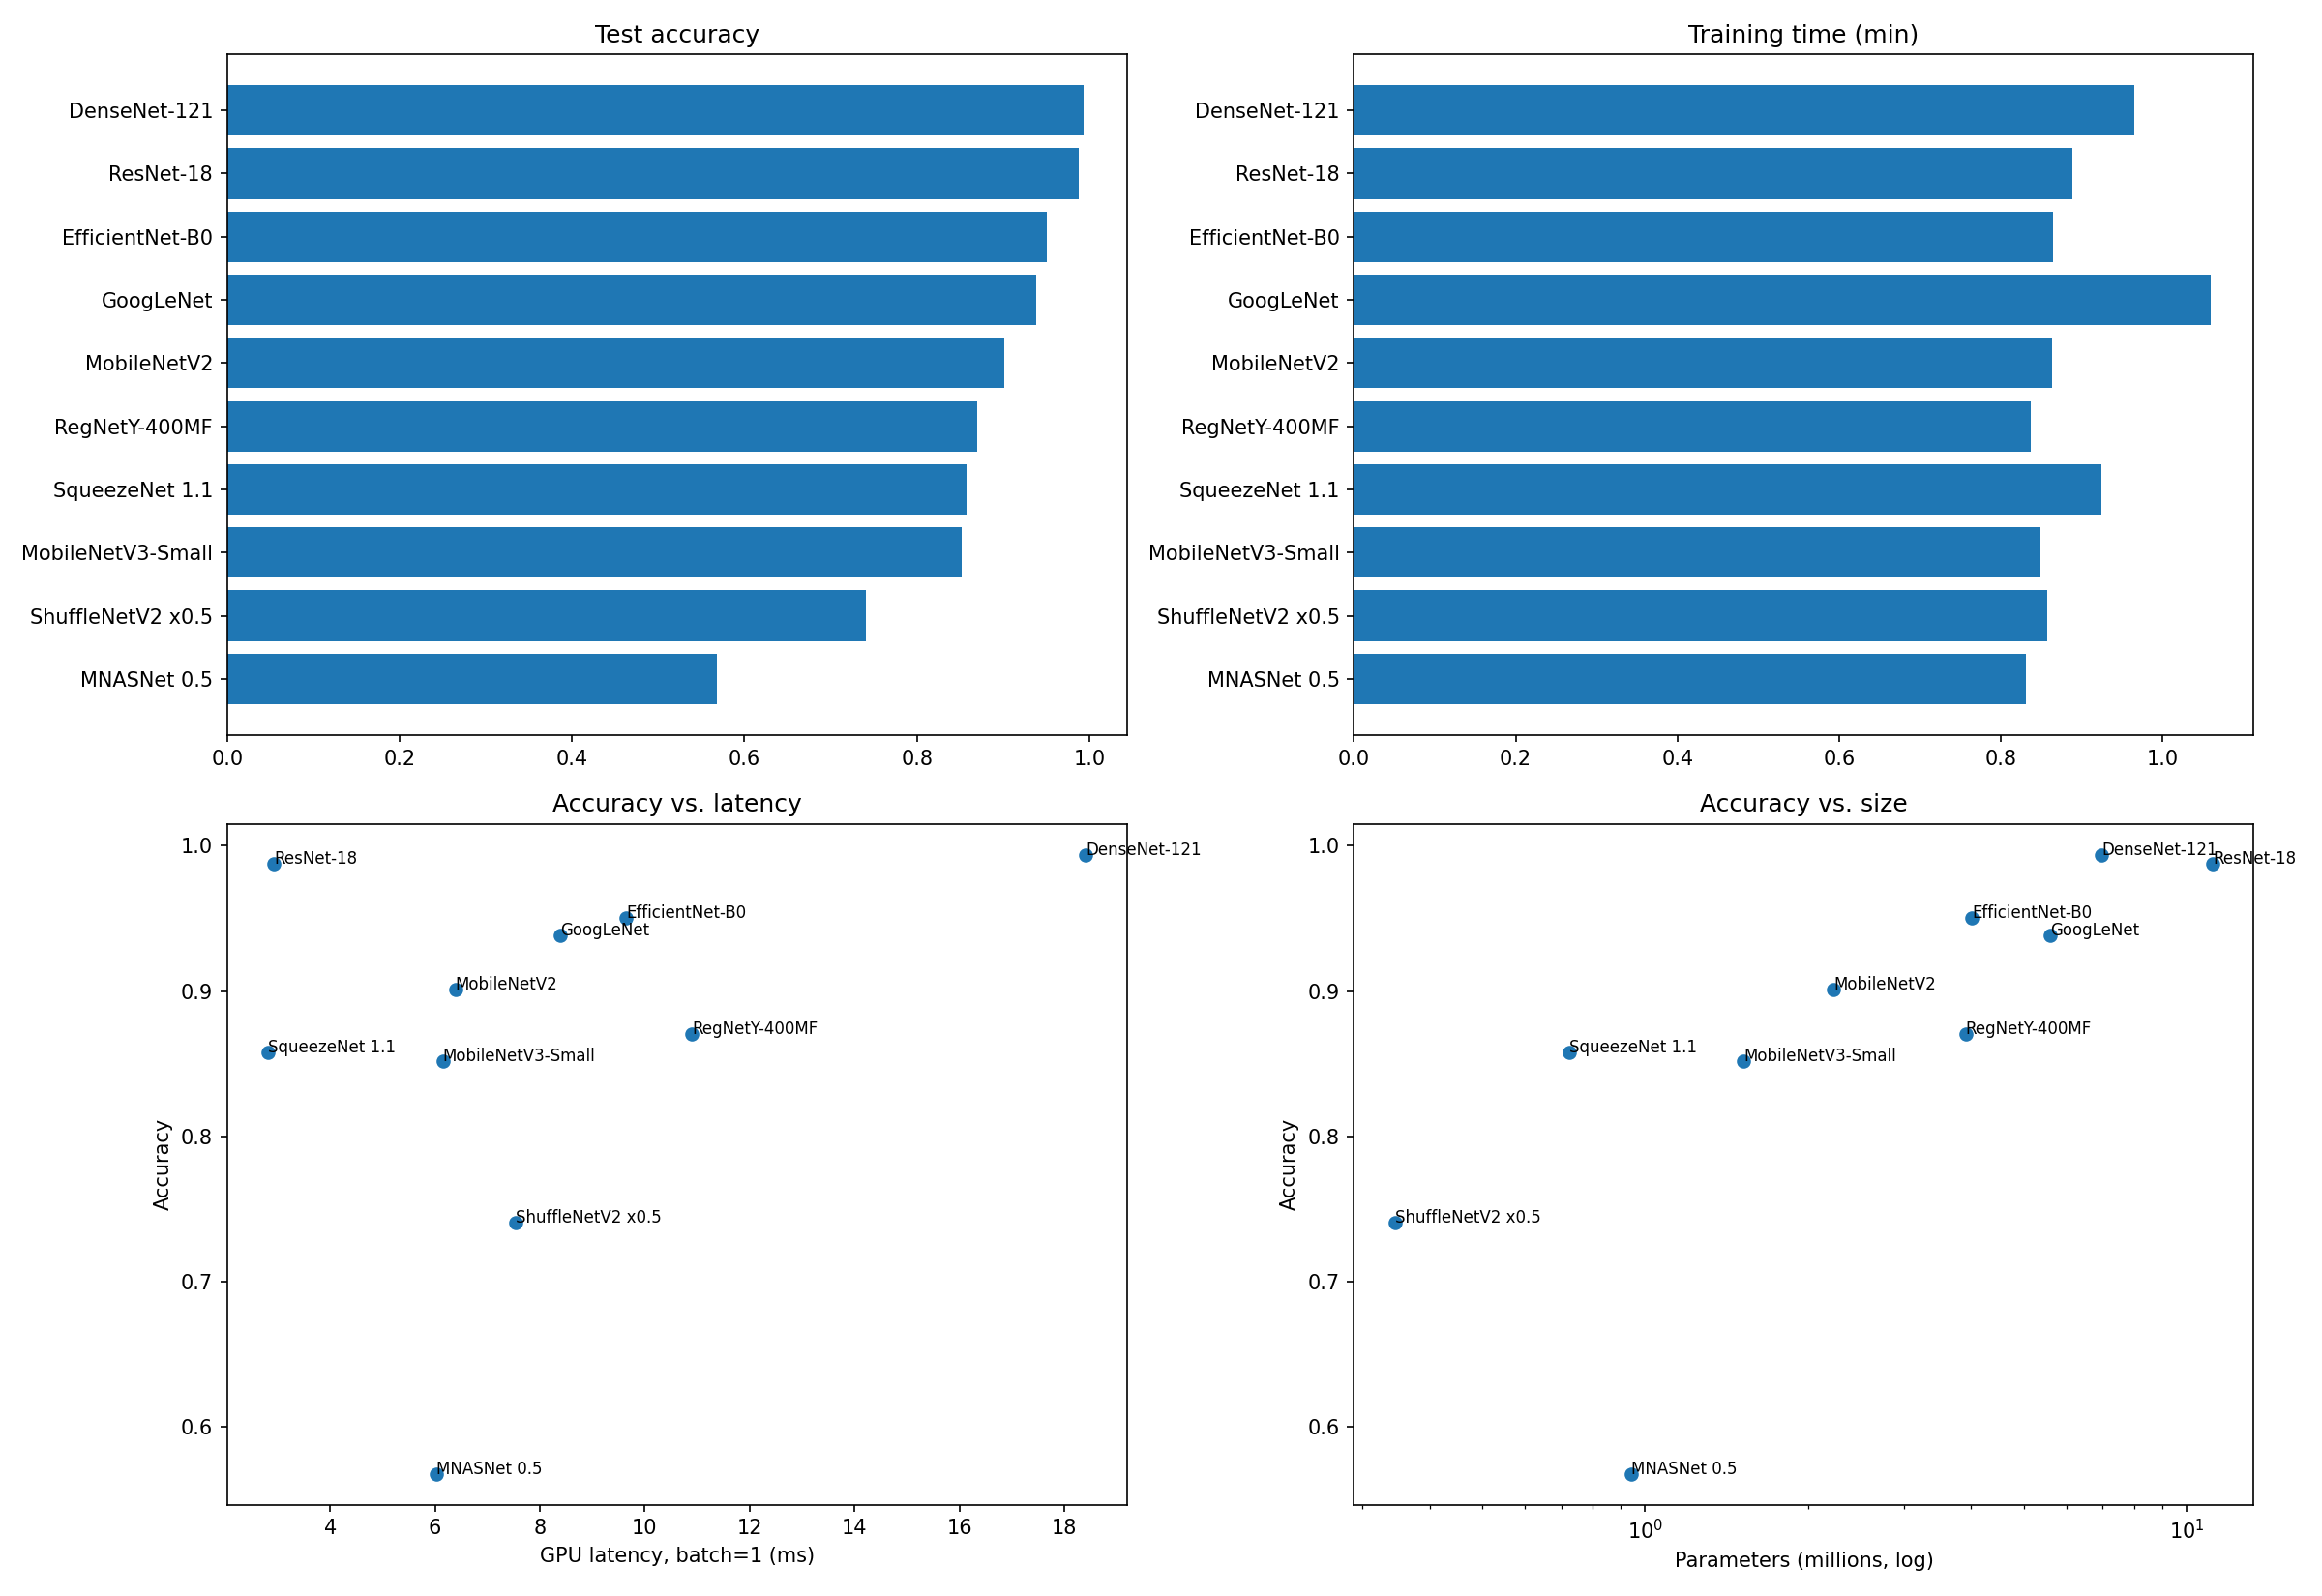 Test accuracy
DenseNet-121
ResNet-18
EfficientNet-B0
GoogLeNet
MobileNetV2
RegNetY-400MF
SqueezeNet 1.1
MobileNetV3-Small
ShuffleNetV2 x0.5
MNASNet 0.5
0.0 0.2 0.4 0.6 0.8 1.0
Training time (min)
DenseNet-121
ResNet-18
EfficientNet-B0
GoogLeNet
MobileNetV2
RegNetY-400MF
SqueezeNet 1.1
MobileNetV3-Small
ShuffleNetV2 x0.5
MNASNet 0.5
0.0 0.2 0.4 0.6 0.8 1.0
Accuracy vs. latency
Accuracy
1.0
0.9
0.8
0.7
0.6
ResNet-18
DenseNet-121
EfficientNet-B0
GoogLeNet
MobileNetV2
RegNetY-400MF
SqueezeNet 1.1
MobileNetV3-Small
ShuffleNetV2 x0.5
MNASNet 0.5
4 6 8 10 12 14 16 18
GPU latency, batch=1 (ms)
Accuracy vs. size
Accuracy
1.0
0.9
0.8
0.7
0.6
DenseNet-121
ResNet-18
EfficientNet-B0
GoogLeNet
MobileNetV2
RegNetY-400MF
SqueezeNet 1.1
MobileNetV3-Small
ShuffleNetV2 x0.5
MNASNet 0.5
10⁰ 10¹
Parameters (millions, log)